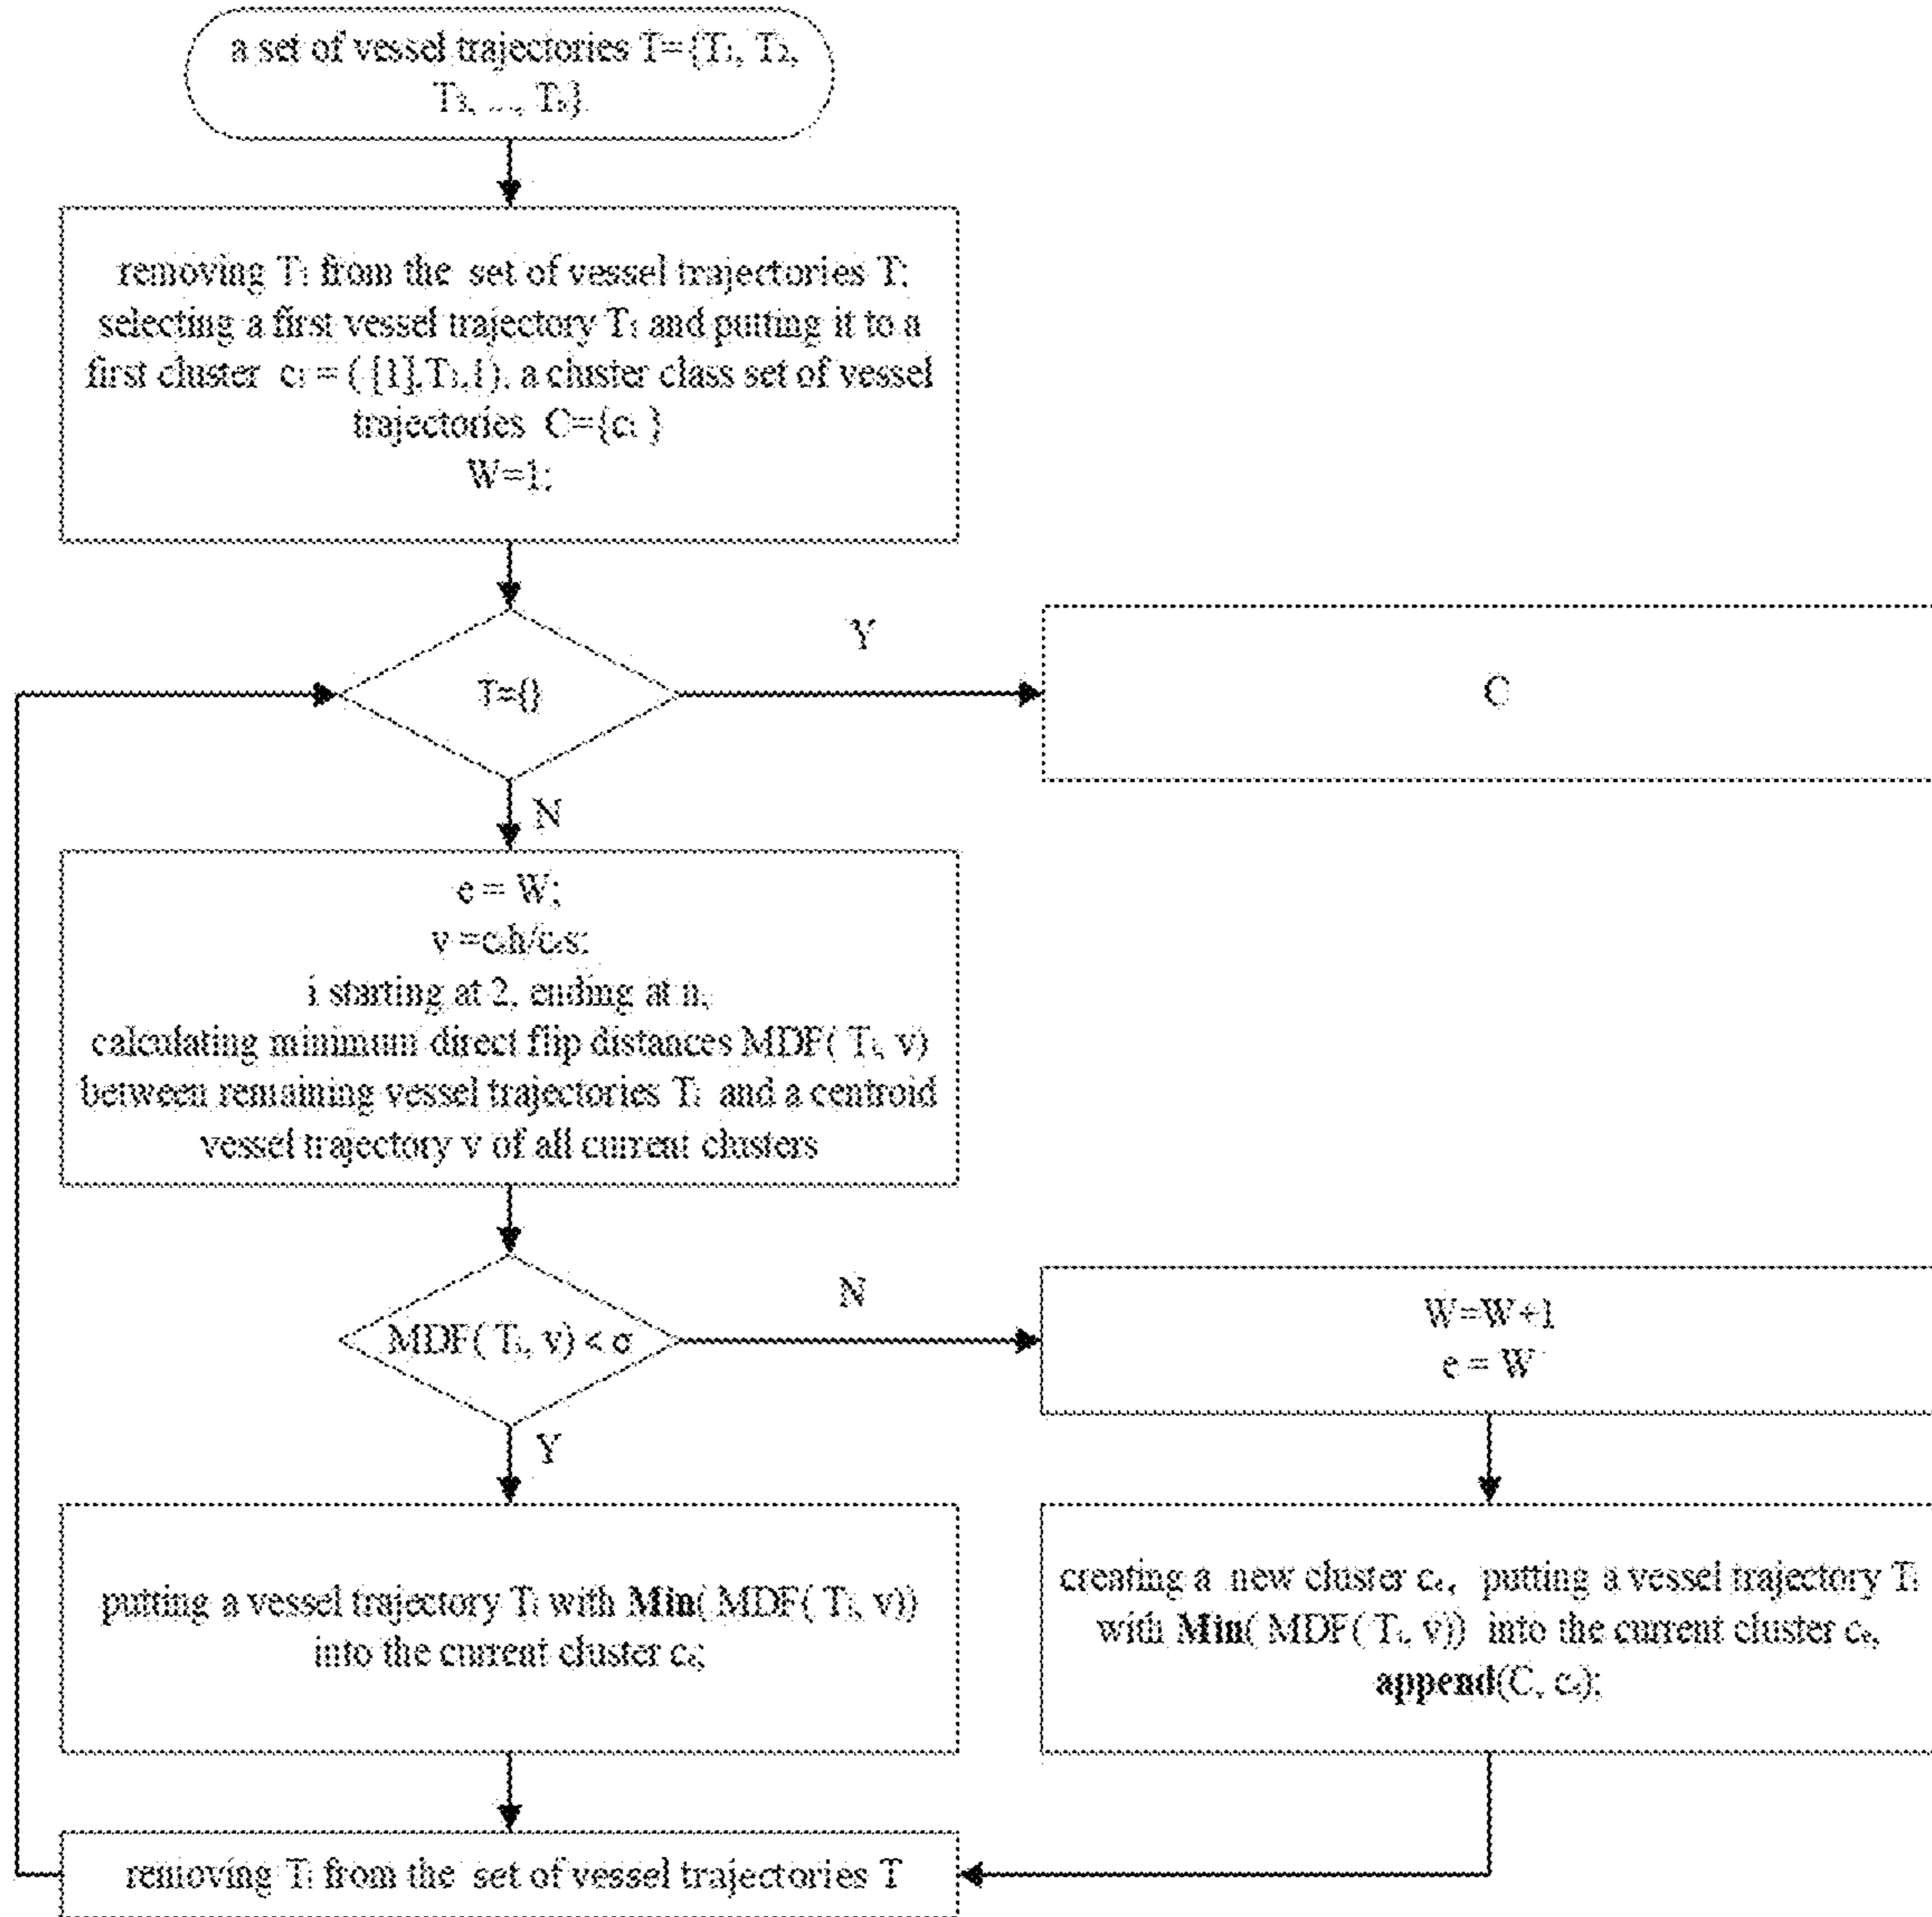 a set of vessel trajectories T={T₁, T₂,
T₃, ..., Tₙ}
removing T₁ from the set of vessel trajectories T;
selecting a first vessel trajectory T₁ and putting it to a
first cluster c₁ = ( [1],T₁,1), a cluster class set of vessel
trajectories C={c₁ }
W=1;
T={}
Y
C
N
e = W;
v =cₑh/cₑs;
i starting at 2, ending at n,
calculating minimum direct flip distances MDF( Tᵢ, v)
between remaining vessel trajectories Tᵢ and a centroid
vessel trajectory v of all current clusters
MDF( Tᵢ, v) < σ
N
W=W+1
e = W
Y
putting a vessel trajectory Tᵢ with Min( MDF( Tᵢ, v))
into the current cluster cₑ;
creating a new cluster cₑ, putting a vessel trajectory Tᵢ
with Min( MDF( Tᵢ, v)) into the current cluster cₑ,
append(C, cₑ);
removing Tᵢ from the set of vessel trajectories T